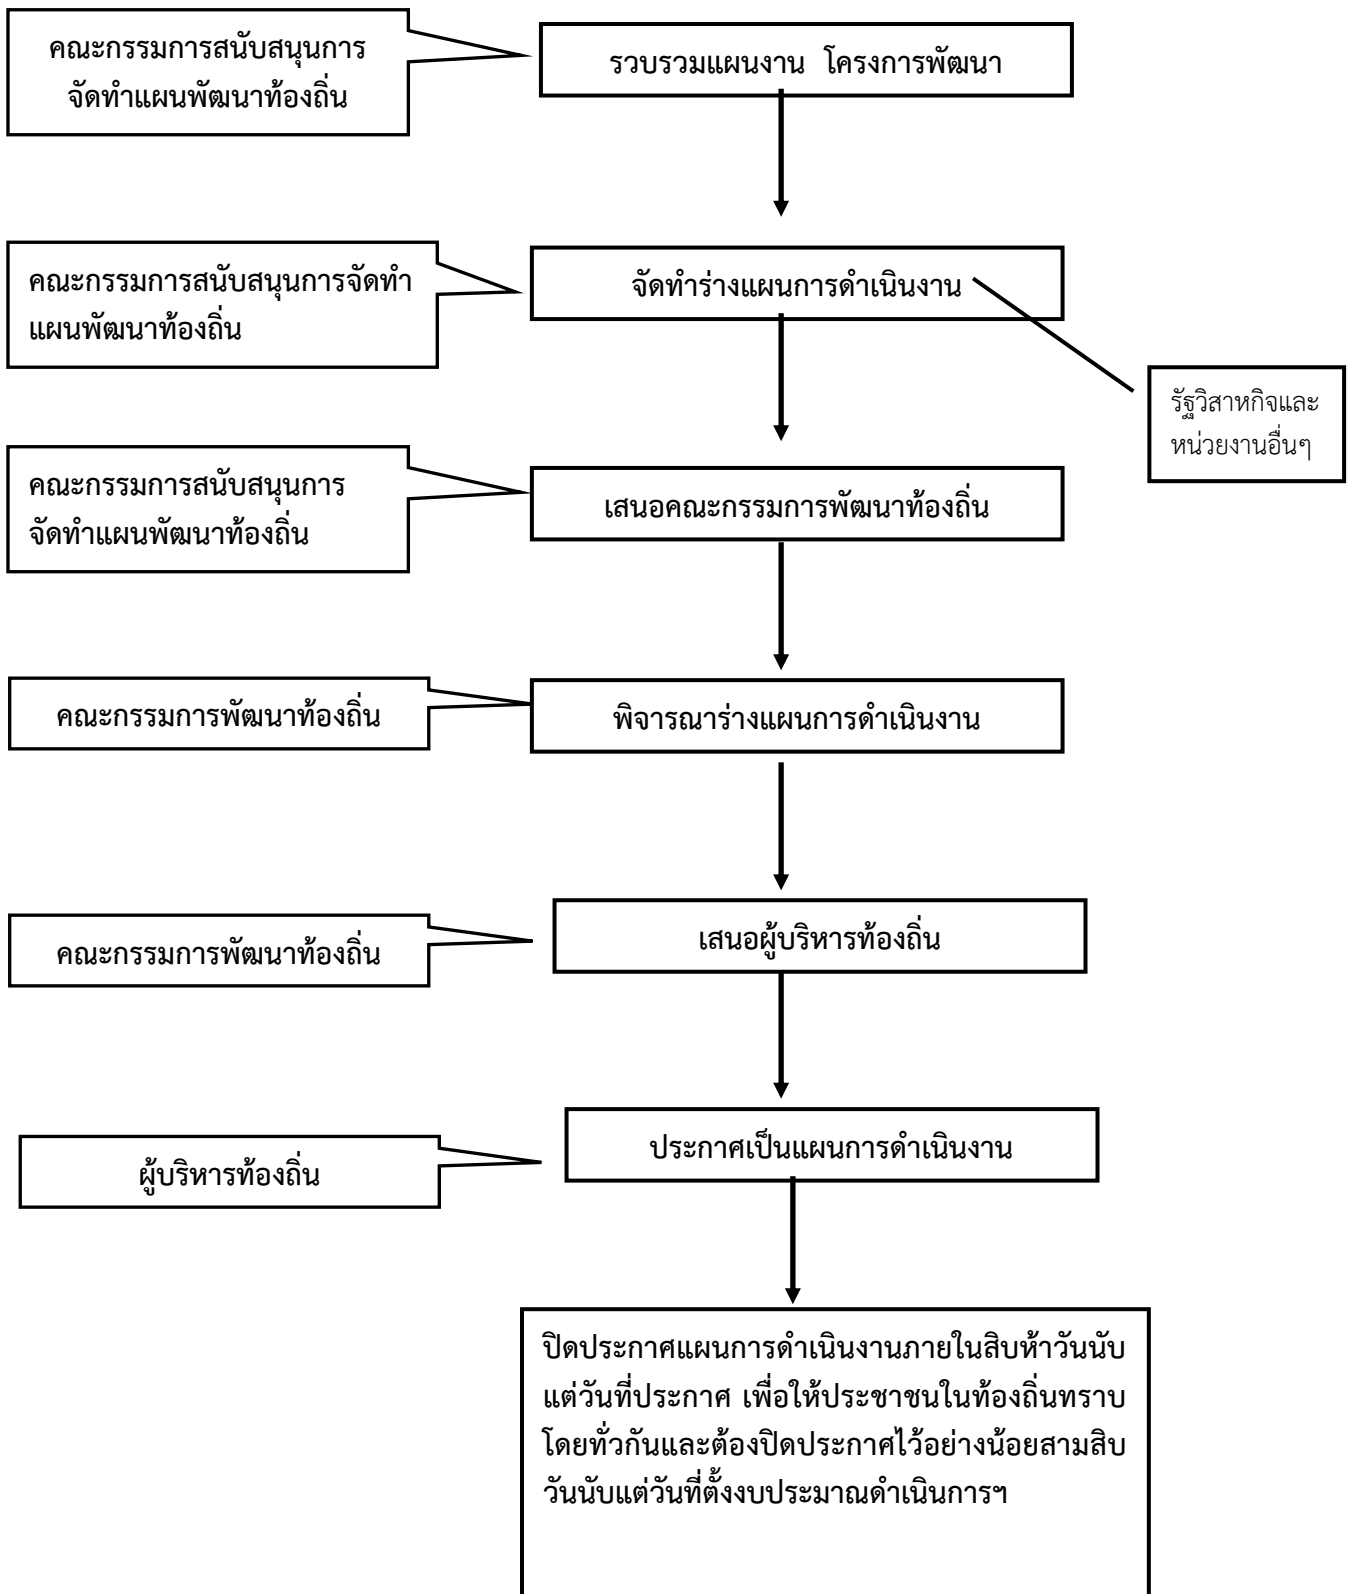 คณะกรรมการสนับสนุนการ
จัดทำแผนพัฒนาท้องถิ่น
รวบรวมแผนงาน โครงการพัฒนา
คณะกรรมการสนับสนุนการจัดทำ
แผนพัฒนาท้องถิ่น
จัดทำร่างแผนการดำเนินงาน
รัฐวิสาหกิจและ
หน่วยงานอื่นๆ
คณะกรรมการสนับสนุนการ
จัดทำแผนพัฒนาท้องถิ่น
เสนอคณะกรรมการพัฒนาท้องถิ่น
คณะกรรมการพัฒนาท้องถิ่น
พิจารณาร่างแผนการดำเนินงาน
คณะกรรมการพัฒนาท้องถิ่น
เสนอผู้บริหารท้องถิ่น
ผู้บริหารท้องถิ่น
ประกาศเป็นแผนการดำเนินงาน
ปิดประกาศแผนการดำเนินงานภายในสิบห้าวันนับ
แต่วันที่ประกาศ เพื่อให้ประชาชนในท้องถิ่นทราบ
โดยทั่วกันและต้องปิดประกาศไว้อย่างน้อยสามสิบ
วันนับแต่วันที่ตั้งงบประมาณดำเนินการฯ